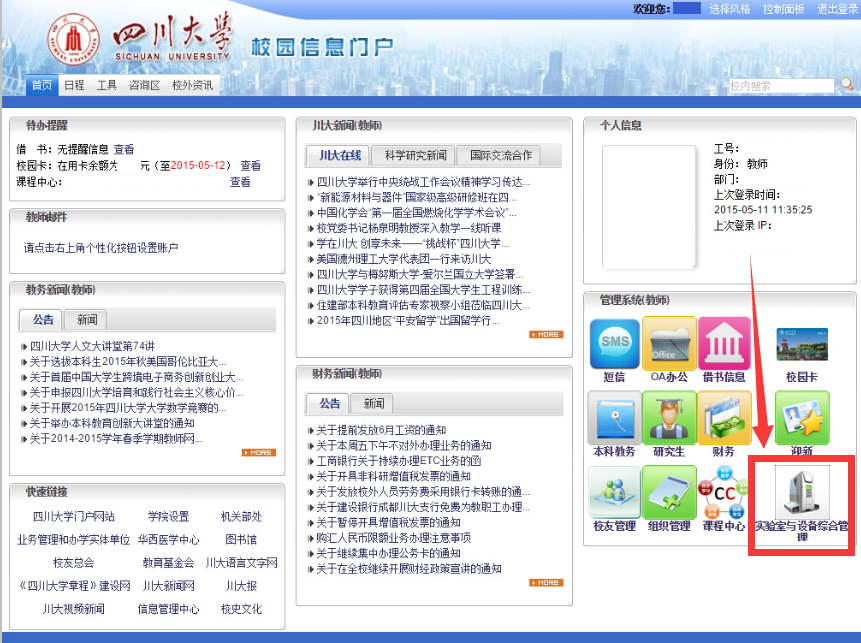 欢迎您: 选择风格 控制面板 退出登录
四川大学
SICHUAN UNIVERSITY
校园信息门户
首页 日程 工具 咨询区 校外资讯
校内搜索
待办提醒
借 书: 无提醒信息 查看
校园卡: 在用卡余额为 元（至2015-05-12） 查看
课程中心: 查看
教师邮件
请点击右上角个性化按钮设置账户
教务新闻(教师)
公告 新闻
四川大学人文大讲堂第74讲
关于选拔本科生2015年秋美国哥伦比亚大...
关于首届中国大学生跨境电子商务创新创业大...
关于申报四川大学培育和践行社会主义核心价...
关于开展2015年四川大学大学数学竞赛的...
关于举办本科教育创新大讲堂的通知
关于2014-2015学年春季学期教师网...
MORE
快速链接
四川大学门户网站 学院设置 机关部处
业务管理和办学实体单位 华西医学中心 图书馆
校友总会 教育基金会 川大语言文字网
《四川大学章程》建设网 川大新闻网 川大报
川大视频新闻 信息管理中心 校史文化
川大新闻(教师)
川大在线 科学研究新闻 国际交流合作
四川大学举行中央统战工作会议精神学习传达...
“新能源材料与器件”国家级高级研修班在四...
中国化学会“第一届全国燃烧化学学术会议”...
校党委书记杨泉明教授深入教学一线听课
学在川大 创享未来——“挑战杯”四川大学...
美国德州理工大学代表团一行来访川大
四川大学与梅努斯大学-爱尔兰国立大学签署...
四川大学学子获得第四届全国大学生工程训练...
住建部本科教育评估专家视察小组莅临四川大...
2015年四川地区“平安留学”出国留学行...
MORE
财务新闻(教师)
公告 新闻
关于提前发放6月工资的通知
关于本周五下午不对外办理业务的通知
工商银行关于持续办理ETC业务的函
关于开具非科研增值税发票的通知
关于发放校外人员劳务费采用银行卡转账的通...
关于建设银行成都川大支行免费为教职工办理...
关于暂停开具增值税发票的通知
购汇人民币限额业务办理注意事项
关于继续集中办理公务卡的通知
关于在全校继续开展财经政策宣讲的通知
MORE
个人信息
工号:
身份: 教师
部门:
上次登录时间:
2015-05-11 11:35:25
上次登录 IP:
管理系统(教师)
SMS Office
短信 OA办公 借书信息 校园卡
本科教务 研究生 财务 迎新
CC
校友管理 组织管理 课程中心 实验室与设备综合管
理